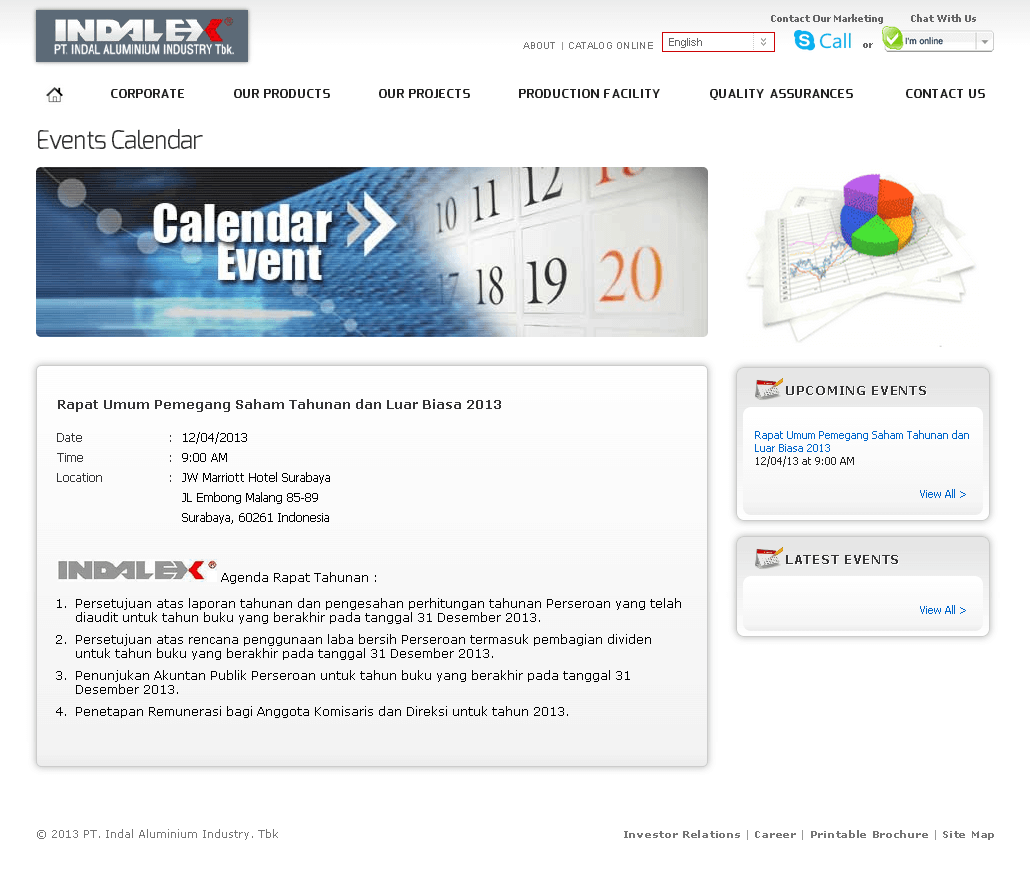 INDALEX®
PT. INDAL ALUMINIUM INDUSTRY Tbk.
Contact Our Marketing
Chat With Us
ABOUT | CATALOG ONLINE
English
Call or
I'm online
CORPORATE
OUR PRODUCTS
OUR PROJECTS
PRODUCTION FACILITY
QUALITY ASSURANCES
CONTACT US
Events Calendar
Calendar
Event
10 11 12
17 18 19 20
Rapat Umum Pemegang Saham Tahunan dan Luar Biasa 2013
Date : 12/04/2013
Time : 9:00 AM
Location : JW Marriott Hotel Surabaya
JL Embong Malang 85-89
Surabaya, 60261 Indonesia
INDALEX® Agenda Rapat Tahunan :
1. Persetujuan atas laporan tahunan dan pengesahan perhitungan tahunan Perseroan yang telah
diaudit untuk tahun buku yang berakhir pada tanggal 31 Desember 2013.
2. Persetujuan atas rencana penggunaan laba bersih Perseroan termasuk pembagian dividen
untuk tahun buku yang berakhir pada tanggal 31 Desember 2013.
3. Penunjukan Akuntan Publik Perseroan untuk tahun buku yang berakhir pada tanggal 31
Desember 2013.
4. Penetapan Remunerasi bagi Anggota Komisaris dan Direksi untuk tahun 2013.
UPCOMING EVENTS
Rapat Umum Pemegang Saham Tahunan dan
Luar Biasa 2013
12/04/13 at 9:00 AM
View All >
LATEST EVENTS
View All >
© 2013 PT. Indal Aluminium Industry. Tbk
Investor Relations | Career | Printable Brochure | Site Map